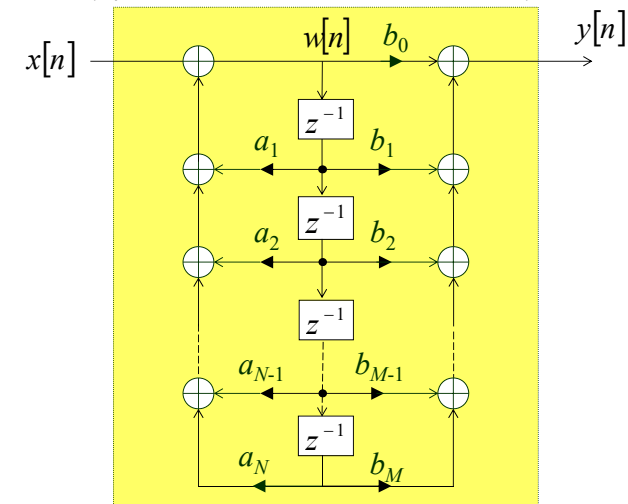 y[n]
x[n] w[n] b0
z−1
a1 b1
z−1
a2 b2
z−1
aN-1 bM-1
z−1
aN bM